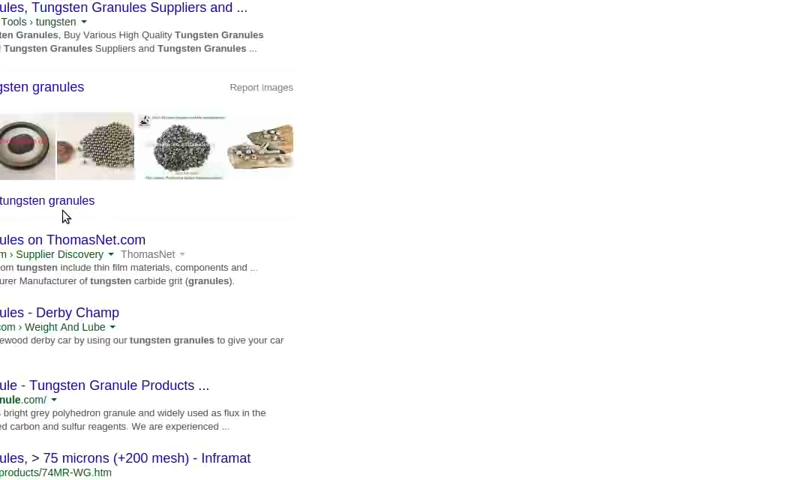 ules, Tungsten Granules Suppliers and ...
Tools › tungsten
ten Granules, Buy Various High Quality Tungsten Granules
Tungsten Granules Suppliers and Tungsten Granules ...
gsten granules
Report images
tungsten granules
ules on ThomasNet.com
m › Supplier Discovery ThomasNet
om tungsten include thin film materials, components and ...
urer Manufacturer of tungsten carbide grit (granules).
ules - Derby Champ
com › Weight And Lube
ewood derby car by using our tungsten granules to give your car
ule - Tungsten Granule Products ...
nule.com/
s bright grey polyhedron granule and widely used as flux in the
ed carbon and sulfur reagents. We are experienced ...
ules, > 75 microns (+200 mesh) - Inframat
products/74MR-WG.htm